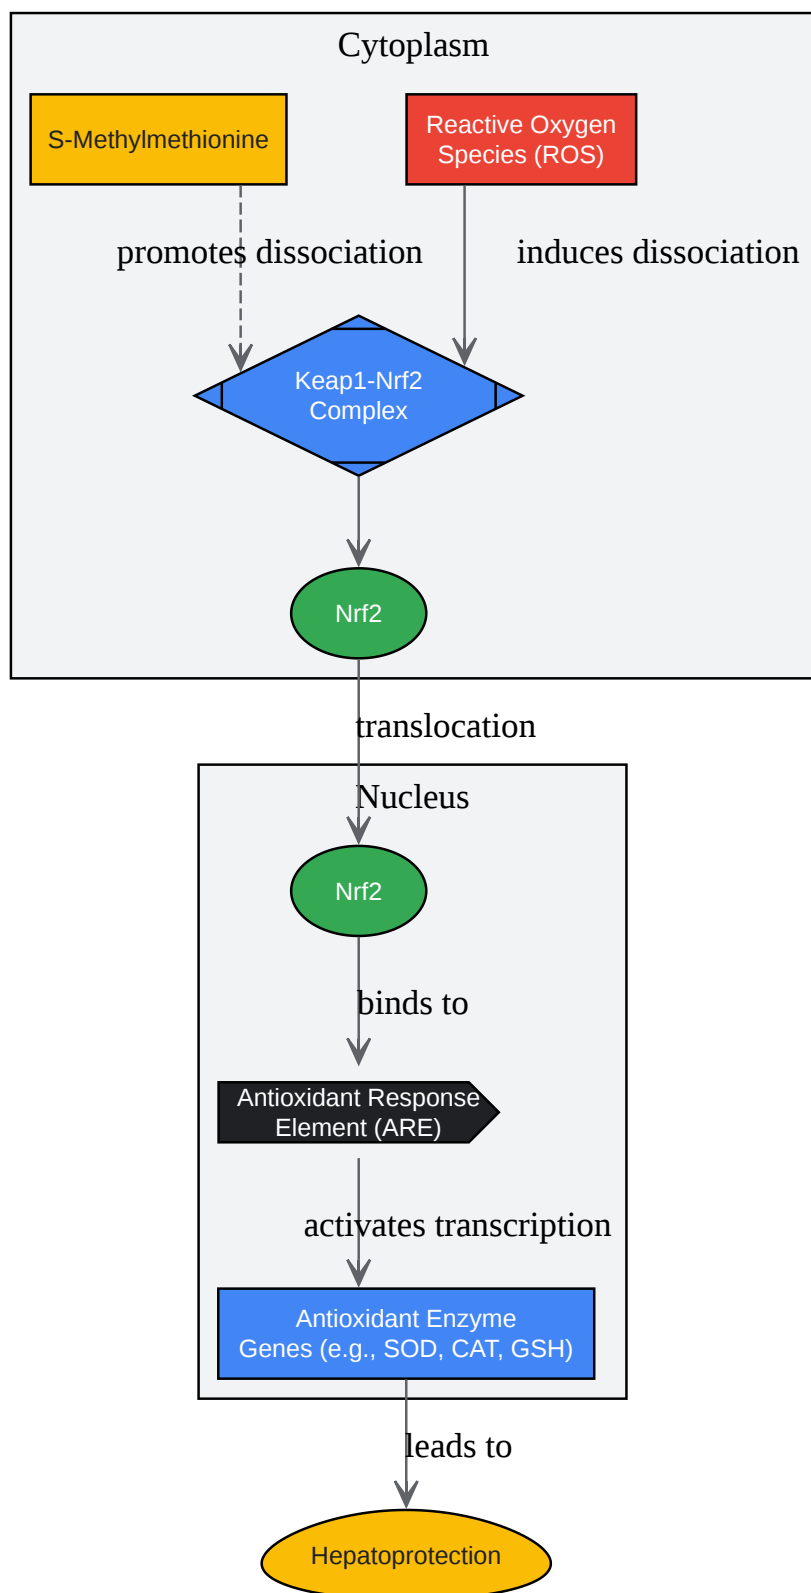 Cytoplasm
S-Methylmethionine
Reactive Oxygen
Species (ROS)
promotes dissociation
induces dissociation
Keap1-Nrf2
Complex
Nrf2
translocation
Nucleus
Nrf2
binds to
Antioxidant Response
Element (ARE)
activates transcription
Antioxidant Enzyme
Genes (e.g., SOD, CAT, GSH)
leads to
Hepatoprotection